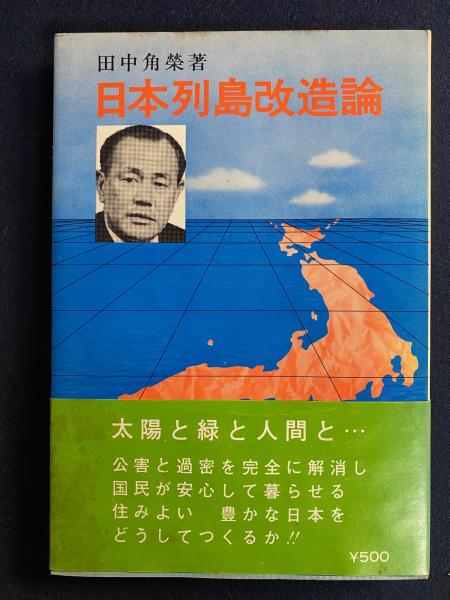 田中角榮著
日本列島改造論
太陽と緑と人間と…
公害と過密を完全に解消し
国民が安心して暮らせる
住みよい　豊かな日本を
どうしてつくるか!!
¥500